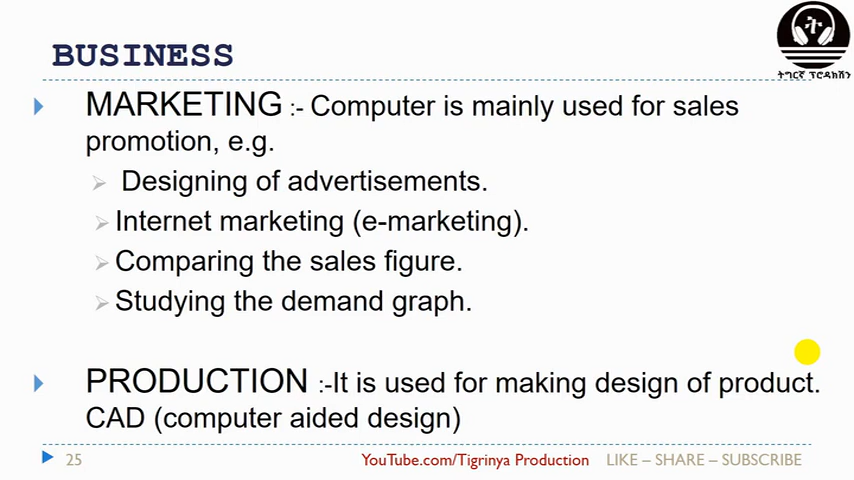 BUSINESS
ት
ትግርኛ ፕሮዳክሽን
MARKETING :- Computer is mainly used for sales
promotion, e.g.
Designing of advertisements.
Internet marketing (e-marketing).
Comparing the sales figure.
Studying the demand graph.
PRODUCTION :-It is used for making design of product.
CAD (computer aided design)
25
YouTube.com/Tigrinya Production LIKE – SHARE – SUBSCRIBE